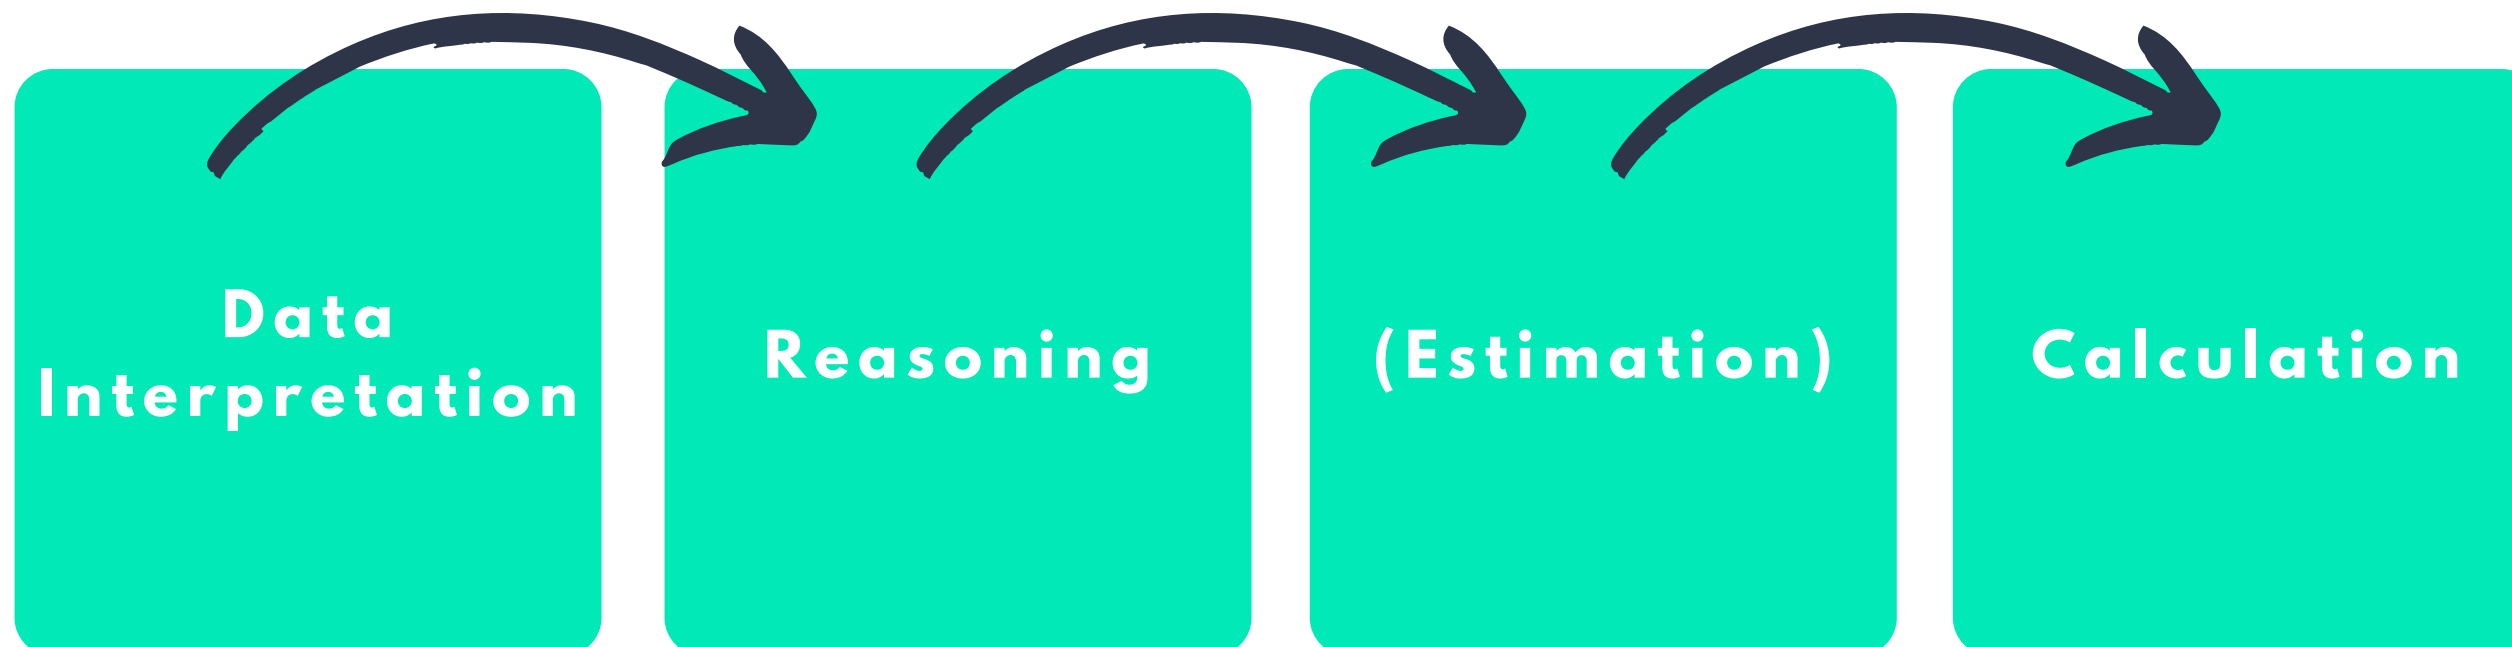 Data
Interpretation
Reasoning
(Estimation)
Calculation